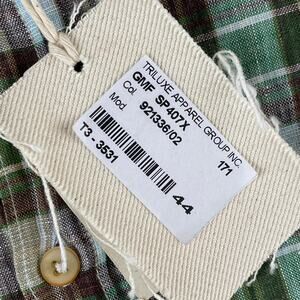 TRILUXE APPAREL GROUP INC.
GMF SP407X 171
Col. 921336/02
Mod.
T3-3531 44